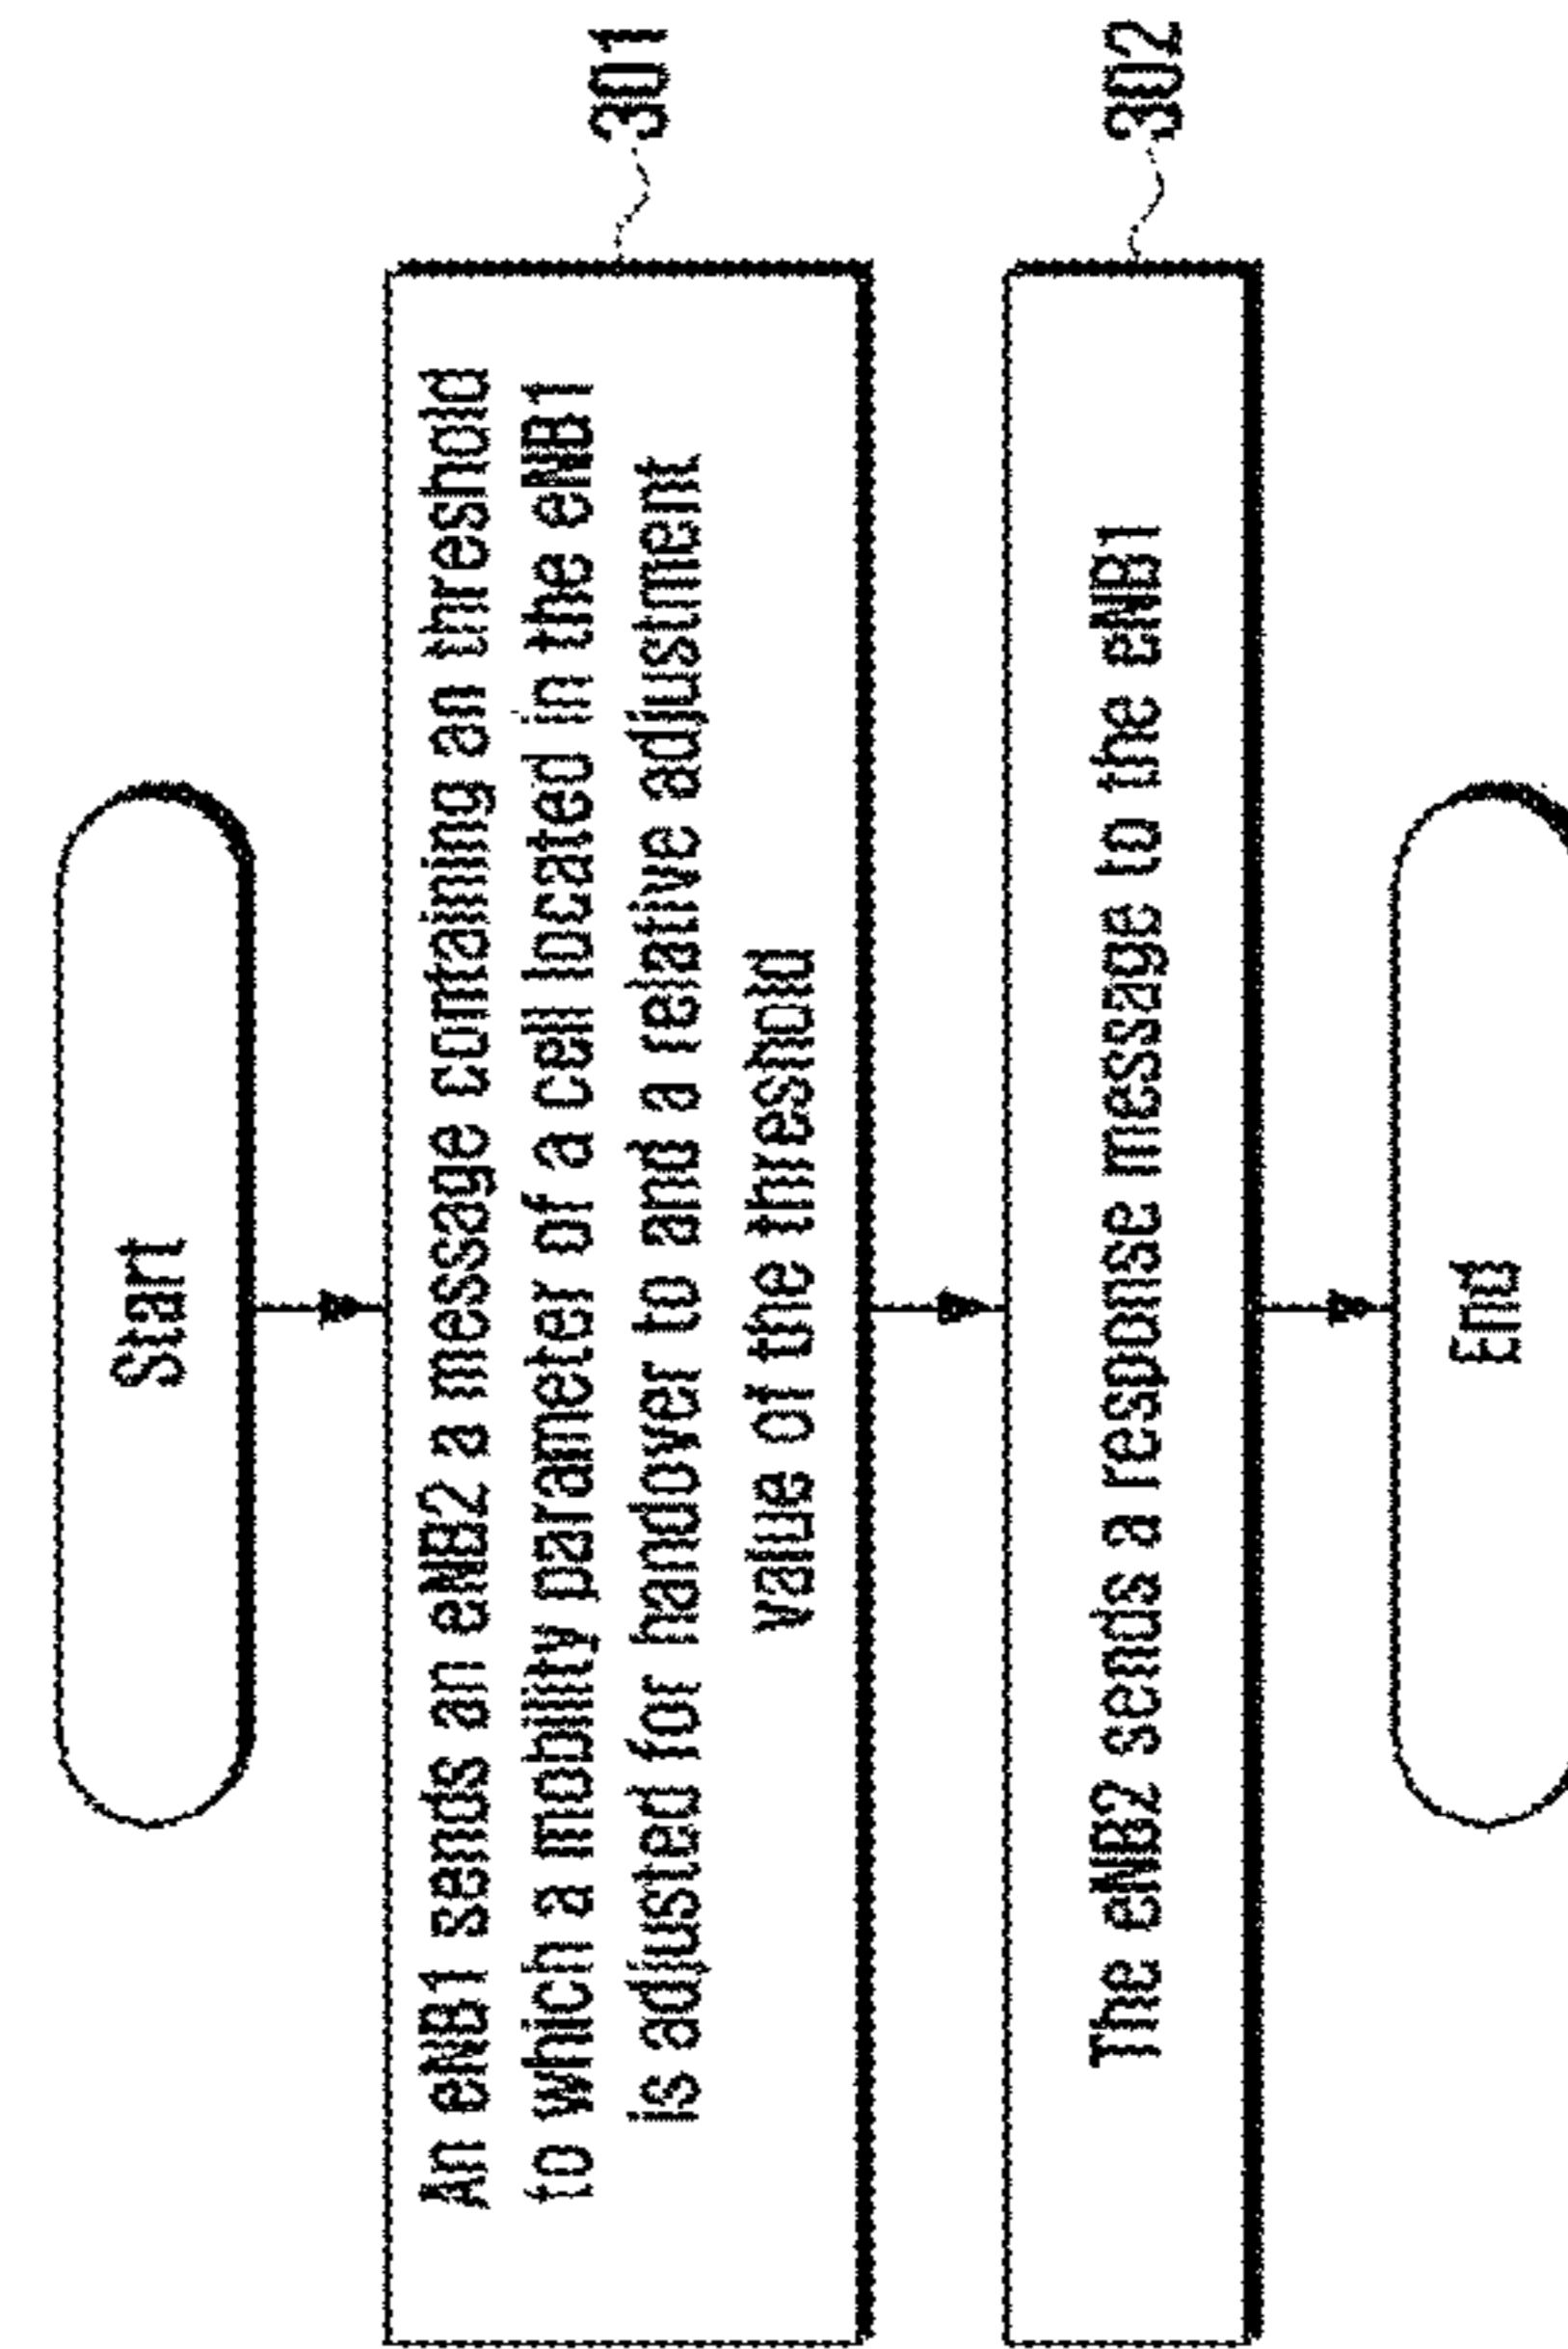 Start
An eNB1 sends an eNB2 a message containing an threshold
to which a mobility parameter of a cell located in the eNB1
is adjusted for handover to and a relative adjustment
value of the threshold
301
The eNB2 sends a response message to the eNB1
302
End